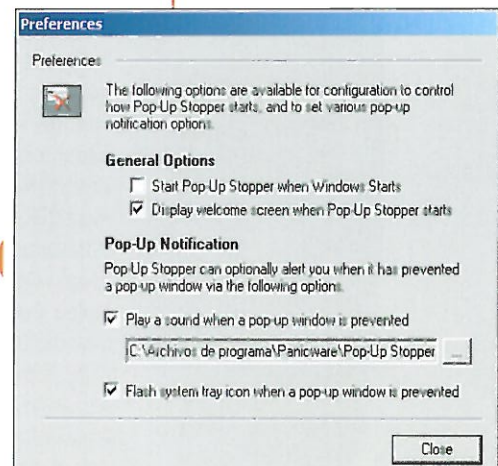 Preferences
Preferences
The following options are available for configuration to control
how Pop-Up Stopper starts, and to set various pop-up
notification options.
General Options
Start Pop-Up Stopper when Windows Starts
Display welcome screen when Pop-Up Stopper starts
Pop-Up Notification
Pop-Up Stopper can optionally alert you when it has prevented
a pop-up window via the following options.
Play a sound when a pop-up window is prevented
C:\Archivos de programa\Panicware\Pop-Up Stopper ...
Flash system tray icon when a pop-up window is prevented
Close